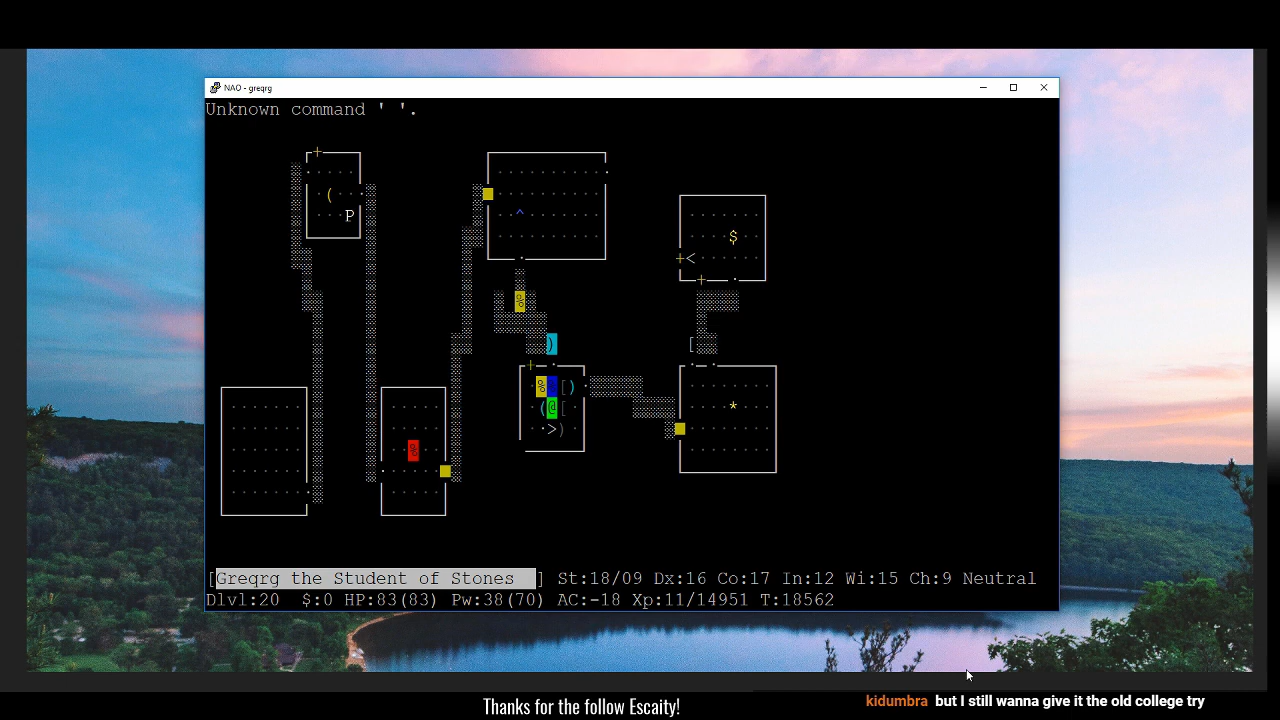 NAO - greqrg
Unknown command ' '.
[Greqrg the Student of Stones ] St:18/09 Dx:16 Co:17 In:12 Wi:15 Ch:9 Neutral
Dlvl:20 $:0 HP:83(83) Pw:38(70) AC:-18 Xp:11/14951 T:18562
Thanks for the follow Escaity!
kidumbra but I still wanna give it the old college try